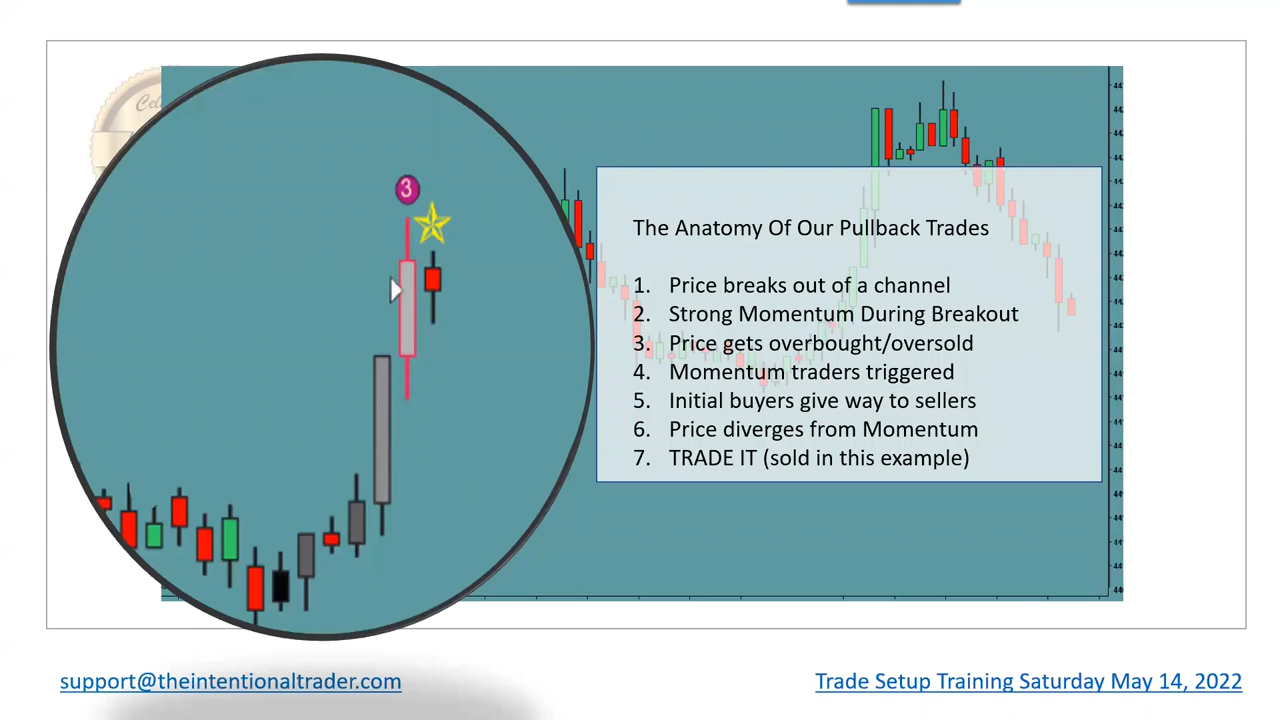 3
The Anatomy Of Our Pullback Trades
1. Price breaks out of a channel
2. Strong Momentum During Breakout
3. Price gets overbought/oversold
4. Momentum traders triggered
5. Initial buyers give way to sellers
6. Price diverges from Momentum
7. TRADE IT (sold in this example)
support@theintentionaltrader.com
Trade Setup Training Saturday May 14, 2022